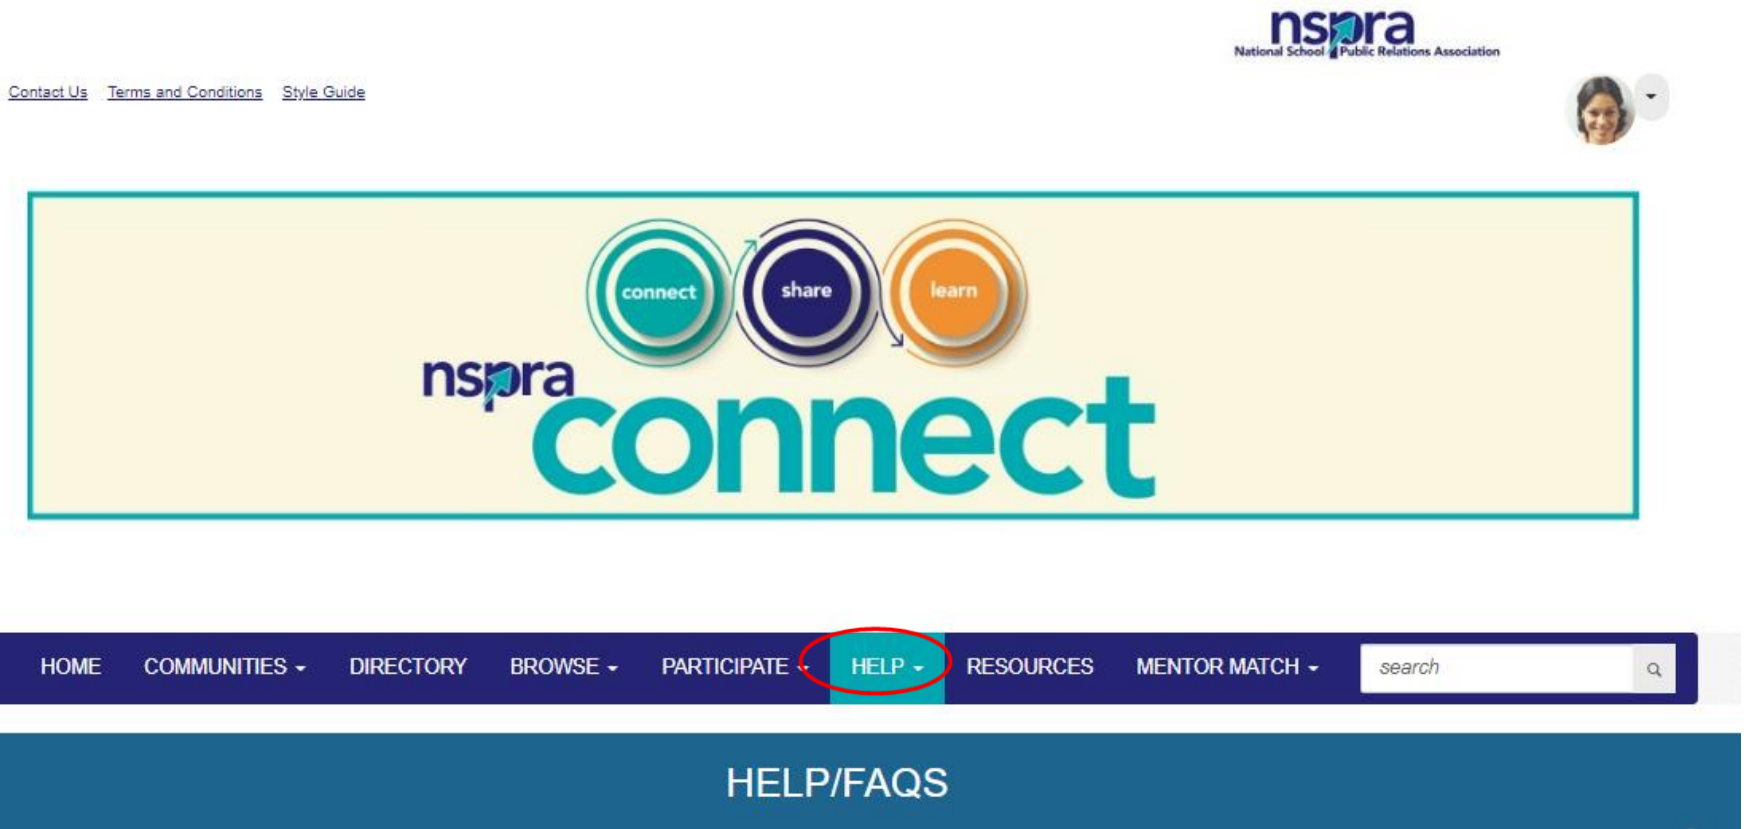 nspra
National School Public Relations Association
Contact Us Terms and Conditions Style Guide
connect share learn
nspra
connect
HOME COMMUNITIES DIRECTORY BROWSE PARTICIPATE HELP RESOURCES MENTOR MATCH search
HELP/FAQS